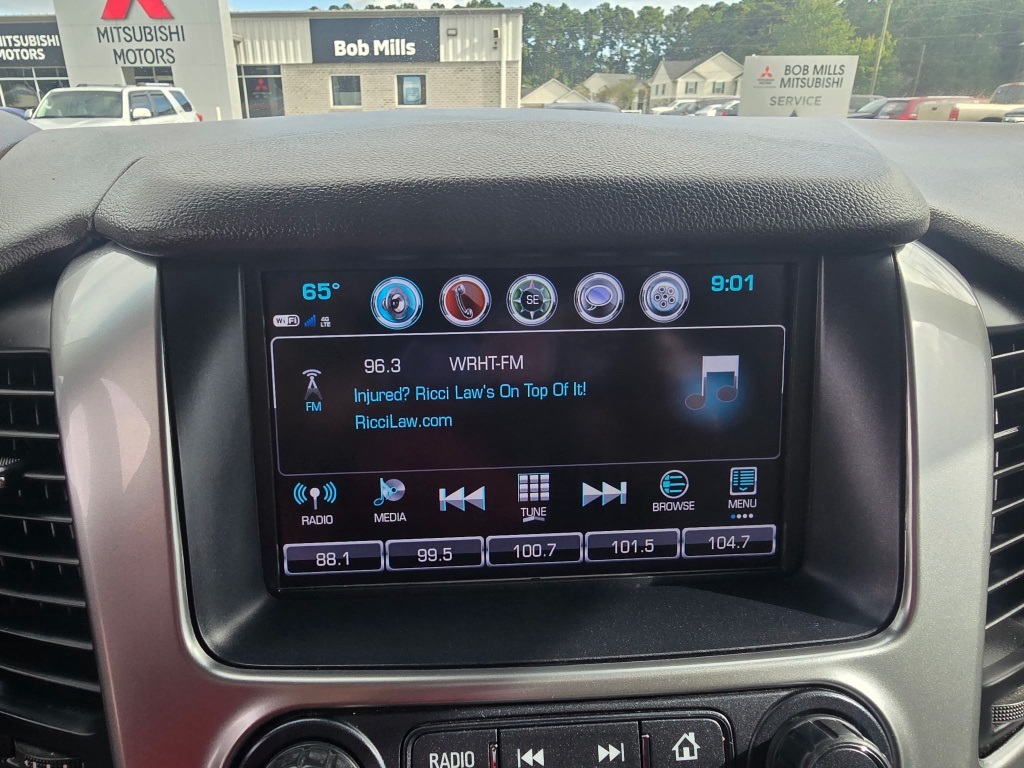 MITSUBISHI
MOTORS
MITSUBISHI
MOTORS
Bob Mills
BOB MILLS
MITSUBISHI
SERVICE
65°
SE
9:01
WiFi
4G
LTE
96.3 WRHT-FM
FM
Injured? Ricci Law's On Top Of It!
RicciLaw.com
RADIO
MEDIA
TUNE
BROWSE
MENU
88.1
99.5
100.7
101.5
104.7
RADIO